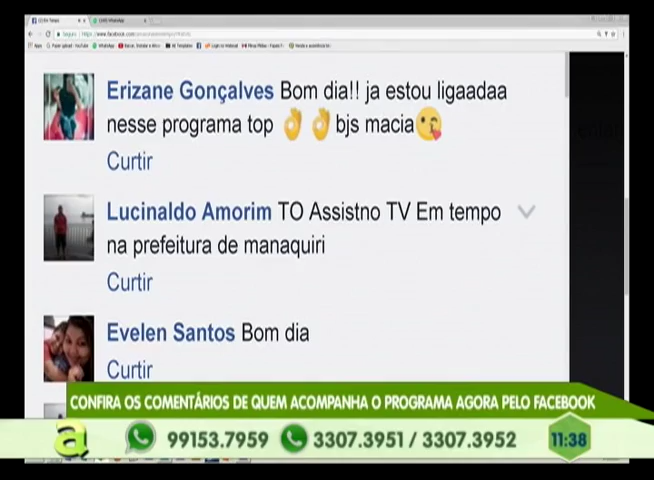 Erizane Gonçalves Bom dia!! ja estou ligaadaa
nesse programa top 👌 👌 bjs macia😘
Curtir
Lucinaldo Amorim TO Assistno TV Em tempo
na prefeitura de manaquiri
Curtir
Evelen Santos Bom dia
Curtir
CONFIRA OS COMENTÁRIOS DE QUEM ACOMPANHA O PROGRAMA AGORA PELO FACEBOOK
a 99153.7959 3307.3951 / 3307.3952 11:38